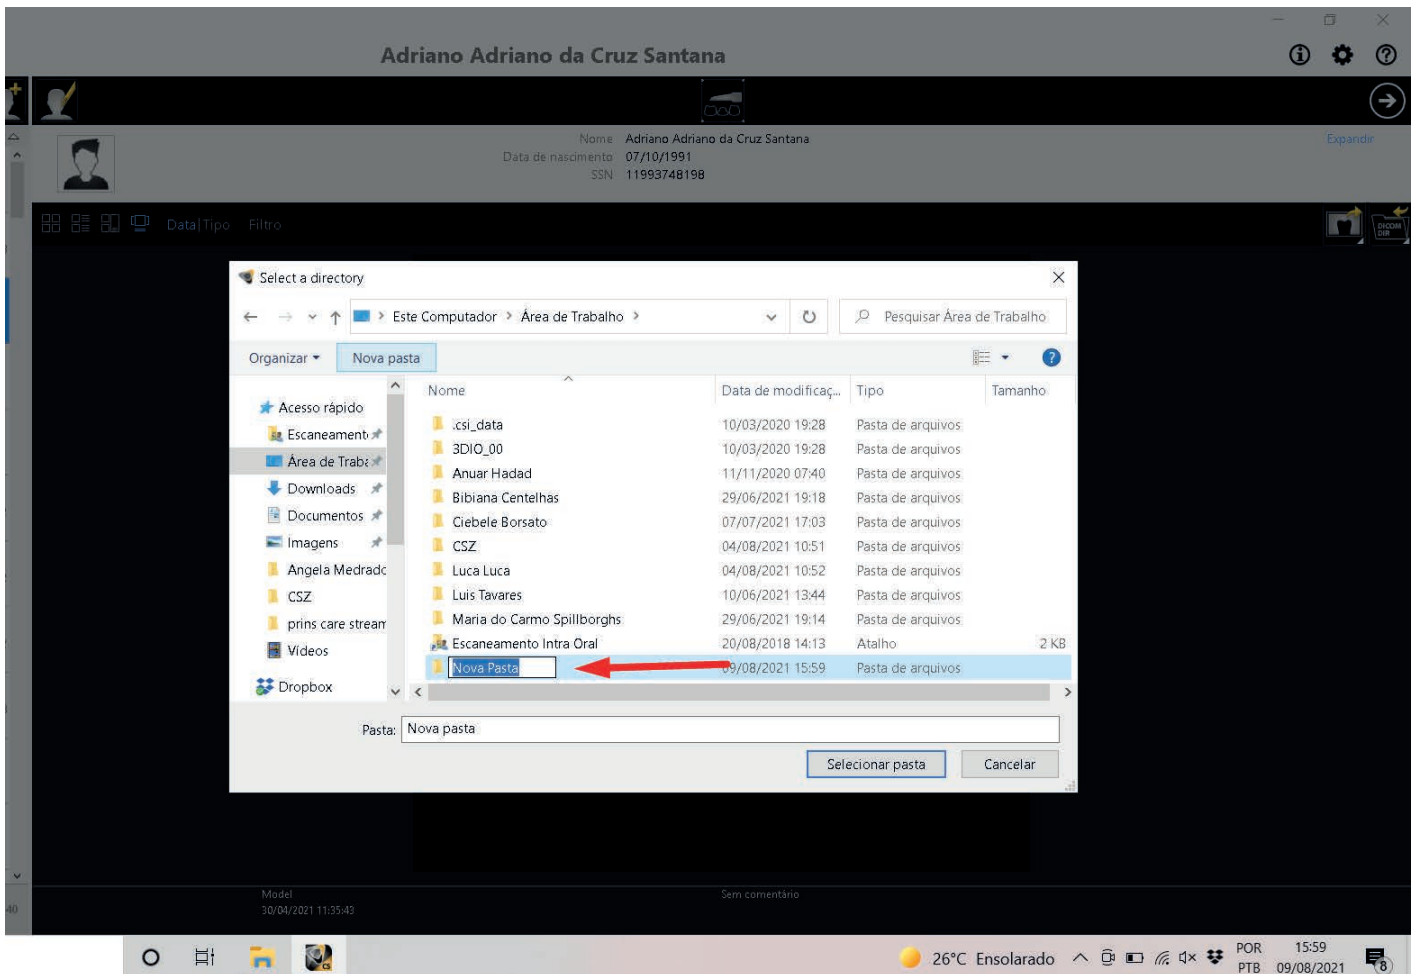 Adriano Adriano da Cruz Santana
Nome Adriano Adriano da Cruz Santana
Expandir
Data de nascimento 07/10/1991
SSN 11993748198
Data|Tipo Filtro
DICOM
DIR
Select a directory
Este Computador > Área de Trabalho >
Pesquisar Área de Trabalho
Organizar Nova pasta
Nome Data de modificaç... Tipo Tamanho
Acesso rápido
Escaneament
Área de Traba
Downloads
Documentos
Imagens
Angela Medrado
CSZ
prins care stream
Vídeos
Dropbox
.csi_data 10/03/2020 19:28 Pasta de arquivos
3DIO_00 10/03/2020 19:28 Pasta de arquivos
Anuar Hadad 11/11/2020 07:40 Pasta de arquivos
Bibiana Centelhas 29/06/2021 19:18 Pasta de arquivos
Ciebele Borsato 07/07/2021 17:03 Pasta de arquivos
CSZ 04/08/2021 10:51 Pasta de arquivos
Luca Luca 04/08/2021 10:52 Pasta de arquivos
Luis Tavares 10/06/2021 13:44 Pasta de arquivos
Maria do Carmo Spillborghs 29/06/2021 19:14 Pasta de arquivos
Escaneamento Intra Oral 20/08/2018 14:13 Atalho 2 KB
Nova Pasta 09/08/2021 15:59 Pasta de arquivos
Pasta: Nova pasta
Selecionar pasta Cancelar
Model
30/04/2021 11:35:43
Sem comentário
40
CS
26°C Ensolarado
POR
PTB
15:59
09/08/2021
8